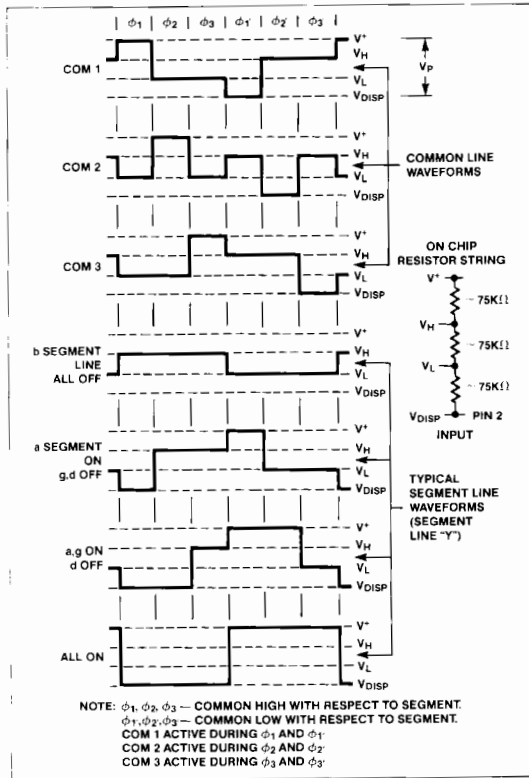 ϕ1 ϕ2 ϕ3 ϕ1' ϕ2' ϕ3'
COM 1
V+
VH
VL
VDISP
VP
COM 2
V+
VH
VL
VDISP
COMMON LINE
WAVEFORMS
COM 3
V+
VH
VL
VDISP
ON CHIP
RESISTOR STRING
V+
~75KΩ
VH
~75KΩ
VL
~75KΩ
VDISP PIN 2
INPUT
b SEGMENT
LINE
ALL OFF
V+
VH
VL
VDISP
a SEGMENT
ON
g,d OFF
V+
VH
VL
VDISP
TYPICAL
SEGMENT LINE
WAVEFORMS
(SEGMENT
LINE "Y")
a,g ON
d OFF
V+
VH
VL
VDISP
ALL ON
V+
VH
VL
VDISP
NOTE: ϕ1, ϕ2, ϕ3 — COMMON HIGH WITH RESPECT TO SEGMENT.
ϕ1',ϕ2',ϕ3'— COMMON LOW WITH RESPECT TO SEGMENT.
COM 1 ACTIVE DURING ϕ1 AND ϕ1'
COM 2 ACTIVE DURING ϕ2 AND ϕ2'
COM 3 ACTIVE DURING ϕ3 AND ϕ3'